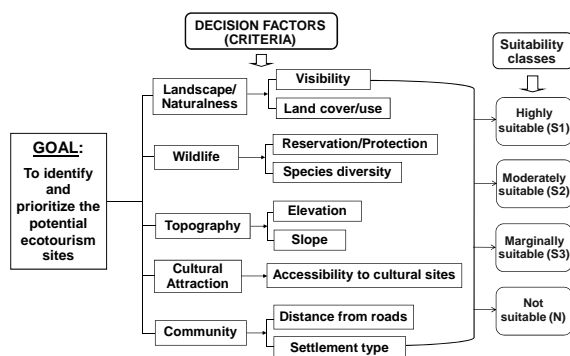 DECISION FACTORS
(CRITERIA)
Suitability
classes
GOAL:
To identify
and
prioritize the
potential
ecotourism
sites
Landscape/
Naturalness
Visibility
Land cover/use
Wildlife
Reservation/Protection
Species diversity
Topography
Elevation
Slope
Cultural
Attraction
Accessibility to cultural sites
Community
Distance from roads
Settlement type
Highly
suitable (S1)
Moderately
suitable (S2)
Marginally
suitable (S3)
Not
suitable (N)